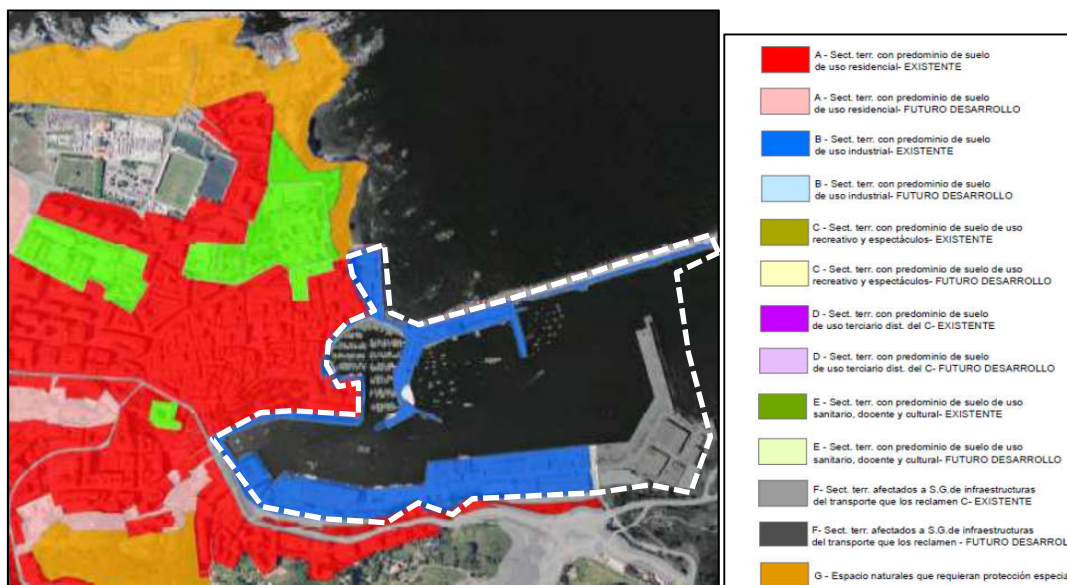 A - Sect. terr. con predominio de suelo
de uso residencial- EXISTENTE
A - Sect. terr. con predominio de suelo
de uso residencial- FUTURO DESARROLLO
B - Sect. terr. con predominio de suelo
de uso industrial- EXISTENTE
B - Sect. terr. con predominio de suelo
de uso industrial- FUTURO DESARROLLO
C - Sect. terr. con predominio de suelo de uso
recreativo y espectáculos- EXISTENTE
C - Sect. terr. con predominio de suelo de uso
recreativo y espectáculos- FUTURO DESARROLLO
D - Sect. terr. con predominio de suelo
de uso terciario dist. del C- EXISTENTE
D - Sect. terr. con predominio de suelo
de uso terciario dist. del C- FUTURO DESARROLLO
E - Sect. terr. con predominio de suelo de uso
sanitario, docente y cultural- EXISTENTE
E - Sect. terr. con predominio de suelo de uso
sanitario, docente y cultural- FUTURO DESARROLLO
F- Sect. terr. afectados a S.G.de infraestructuras
del transporte que los reclamen C- EXISTENTE
F- Sect. terr. afectados a S.G.de infraestructuras
del transporte que los reclamen - FUTURO DESARROL
G - Espacio naturales que requieran protección especia